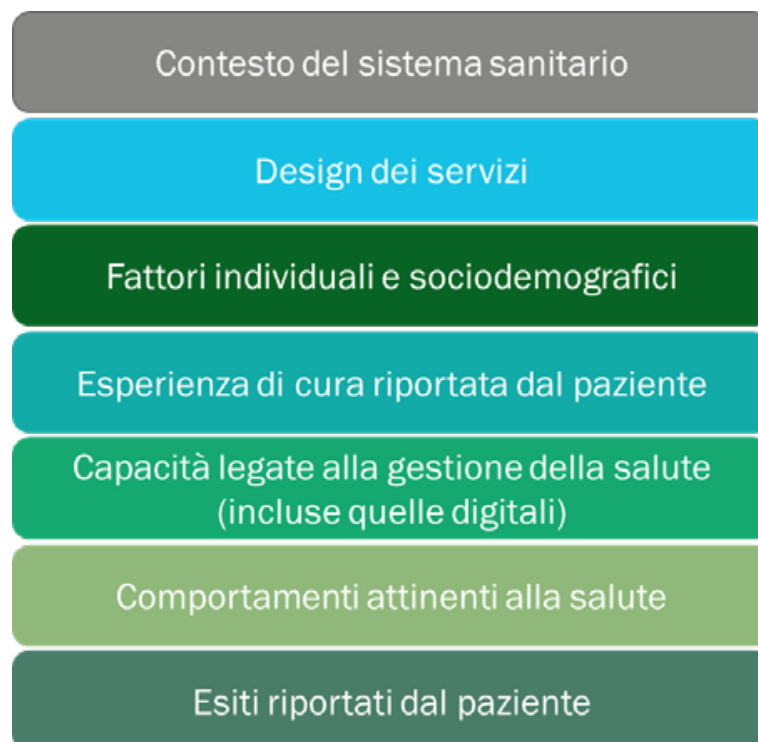 Contesto del sistema sanitario
Design dei servizi
Fattori individuali e sociodemografici
Esperienza di cura riportata dal paziente
Capacità legate alla gestione della salute
(incluse quelle digitali)
Comportamenti attinenti alla salute
Esiti riportati dal paziente